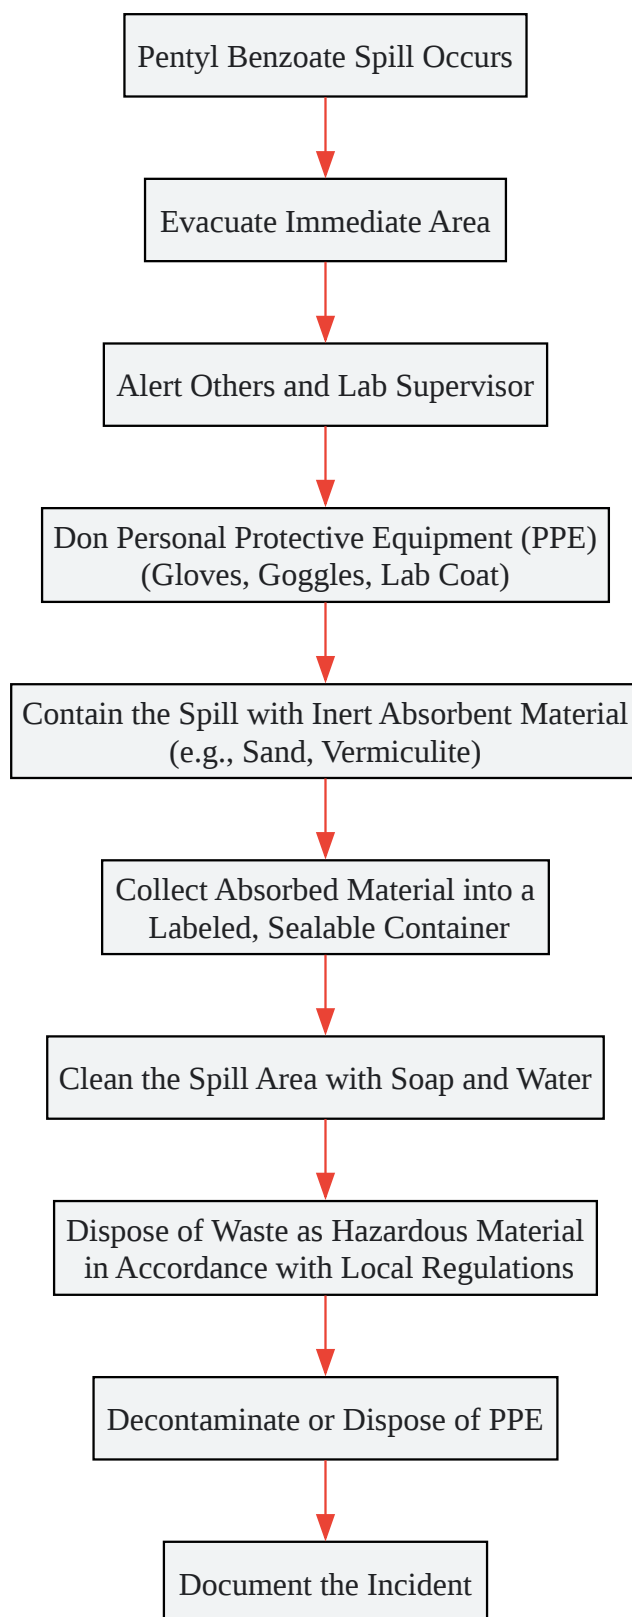 Pentyl Benzoate Spill Occurs
Evacuate Immediate Area
Alert Others and Lab Supervisor
Don Personal Protective Equipment (PPE)
(Gloves, Goggles, Lab Coat)
Contain the Spill with Inert Absorbent Material
(e.g., Sand, Vermiculite)
Collect Absorbed Material into a
Labeled, Sealable Container
Clean the Spill Area with Soap and Water
Dispose of Waste as Hazardous Material
in Accordance with Local Regulations
Decontaminate or Dispose of PPE
Document the Incident